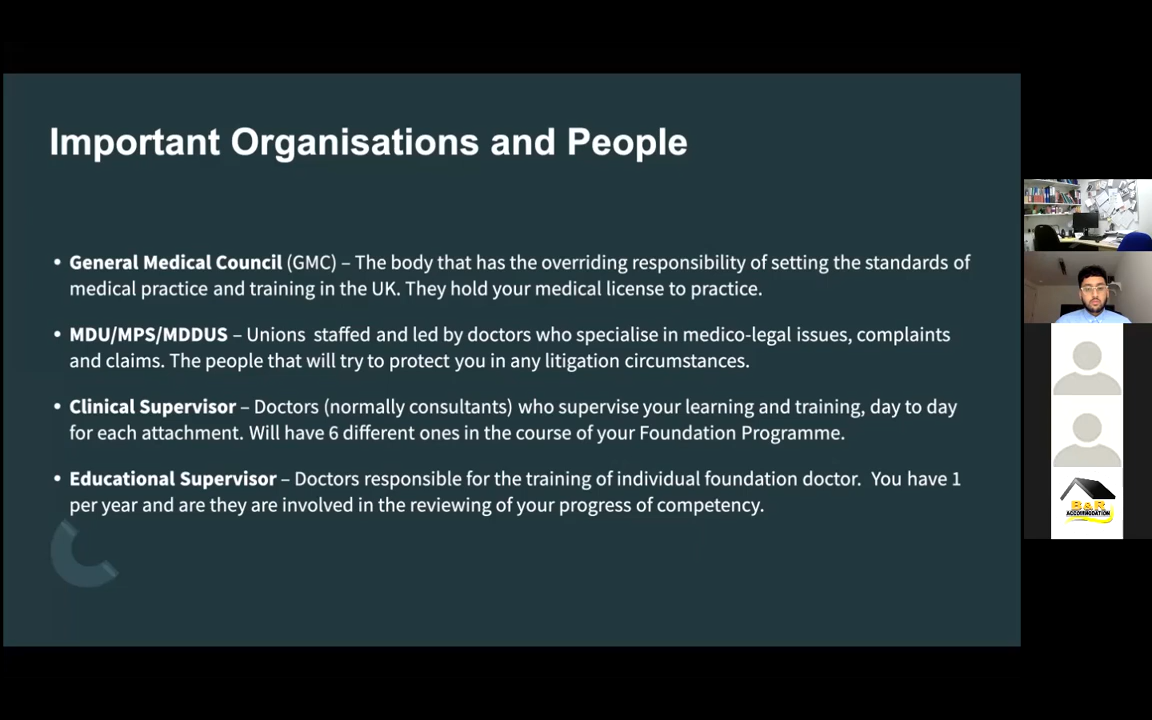 Important Organisations and People
• General Medical Council (GMC) – The body that has the overriding responsibility of setting the standards of
medical practice and training in the UK. They hold your medical license to practice.
• MDU/MPS/MDDUS – Unions  staffed and led by doctors who specialise in medico-legal issues, complaints
and claims. The people that will try to protect you in any litigation circumstances.
• Clinical Supervisor – Doctors (normally consultants) who supervise your learning and training, day to day
for each attachment. Will have 6 different ones in the course of your Foundation Programme.
• Educational Supervisor – Doctors responsible for the training of individual foundation doctor.  You have 1
per year and are they are involved in the reviewing of your progress of competency.
B&R
ACCOMMODATION